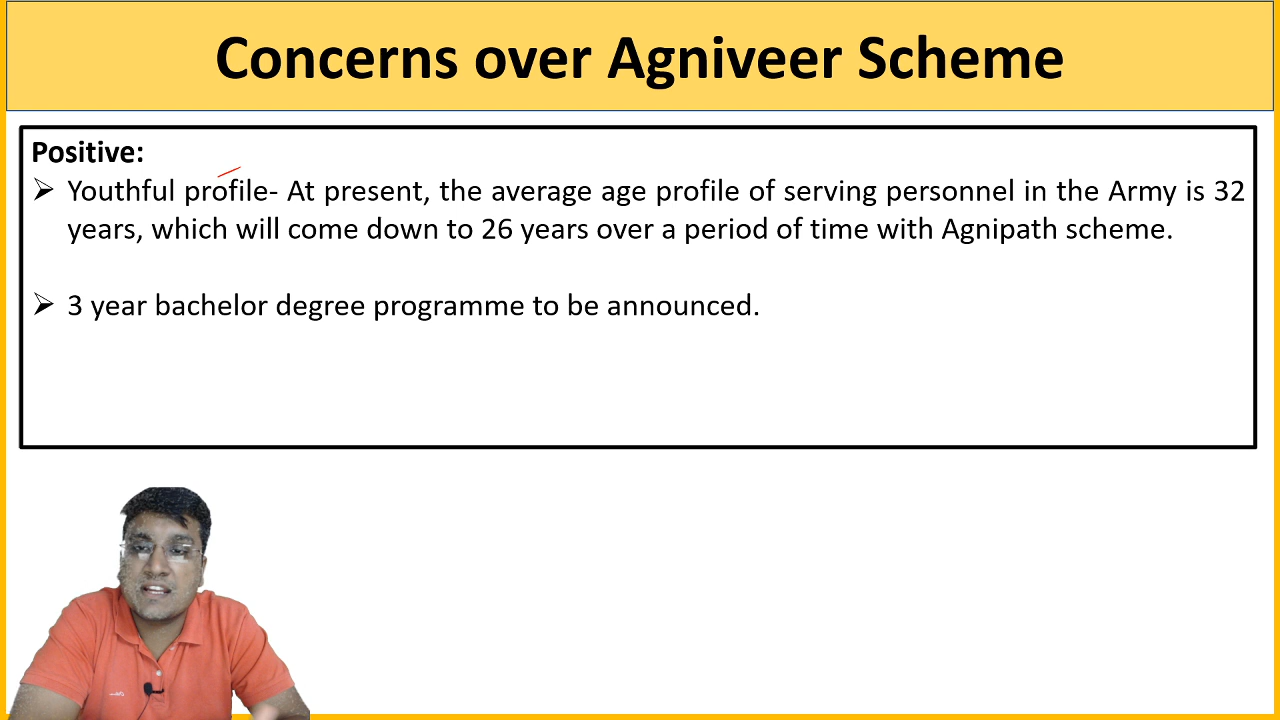 Concerns over Agniveer Scheme
Positive:
➢ Youthful profile- At present, the average age profile of serving personnel in the Army is 32
years, which will come down to 26 years over a period of time with Agnipath scheme.
➢ 3 year bachelor degree programme to be announced.